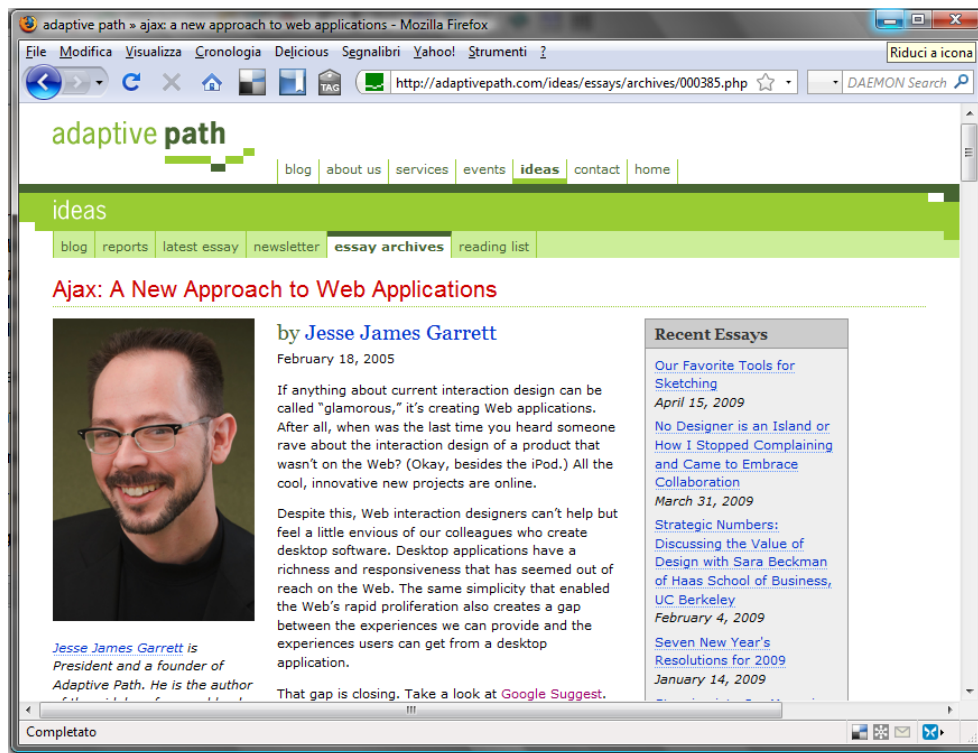 adaptive path » ajax: a new approach to web applications - Mozilla Firefox
File Modifica Visualizza Cronologia Delicious Segnalibri Yahoo! Strumenti ?
Riduci a icona
TAG
http://adaptivepath.com/ideas/essays/archives/000385.php
DAEMON Search
adaptive path
blog about us services events ideas contact home
ideas
blog reports latest essay newsletter essay archives reading list
Ajax: A New Approach to Web Applications
Jesse James Garrett is
President and a founder of
Adaptive Path. He is the author
by Jesse James Garrett
February 18, 2005
If anything about current interaction design can be
called “glamorous,” it’s creating Web applications.
After all, when was the last time you heard someone
rave about the interaction design of a product that
wasn’t on the Web? (Okay, besides the iPod.) All the
cool, innovative new projects are online.
Despite this, Web interaction designers can’t help but
feel a little envious of our colleagues who create
desktop software. Desktop applications have a
richness and responsiveness that has seemed out of
reach on the Web. The same simplicity that enabled
the Web’s rapid proliferation also creates a gap
between the experiences we can provide and the
experiences users can get from a desktop
application.
That gap is closing. Take a look at Google Suggest.
Recent Essays
Our Favorite Tools for
Sketching
April 15, 2009
No Designer is an Island or
How I Stopped Complaining
and Came to Embrace
Collaboration
March 31, 2009
Strategic Numbers:
Discussing the Value of
Design with Sara Beckman
of Haas School of Business,
UC Berkeley
February 4, 2009
Seven New Year's
Resolutions for 2009
January 14, 2009
Completato